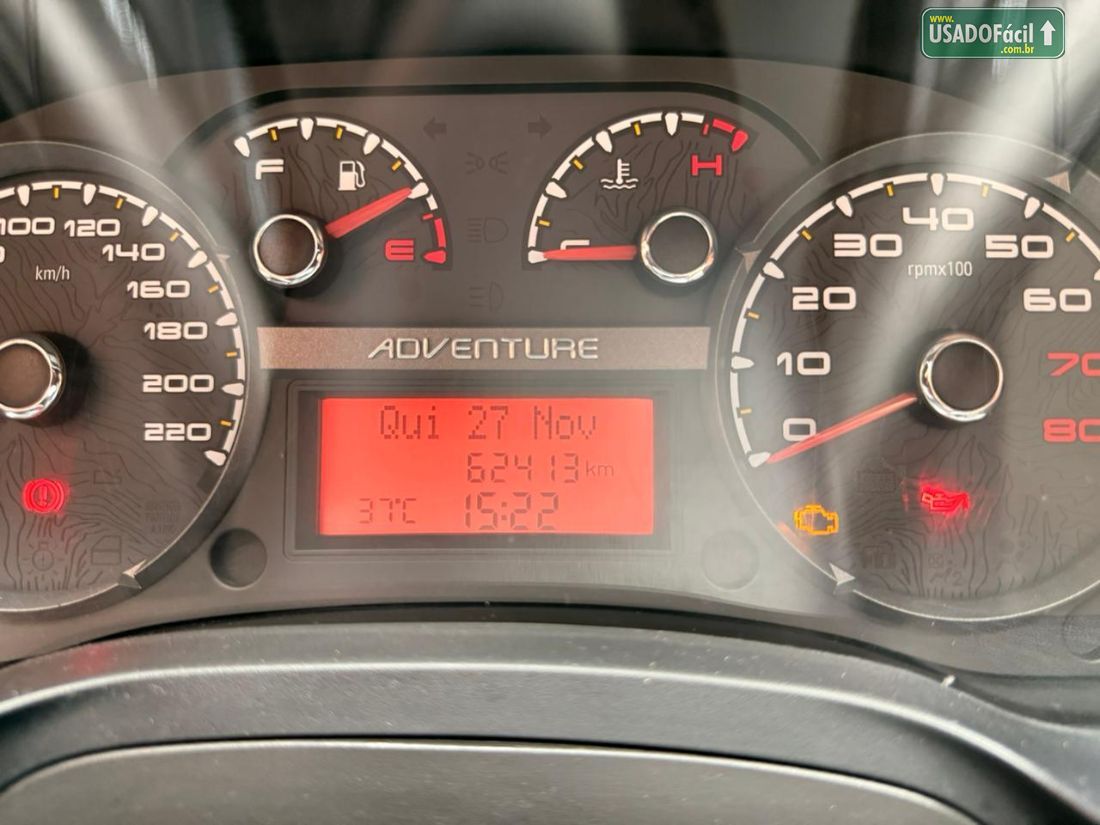 www.
USADOFácil
.com.br
F
E
C
H
100 120
140
160
180
200
220
km/h
ADVENTURE
Qui 27 Nov
62413 km
37°C 15:22
0
10
20
30
40
50
60
70
80
rpmx100